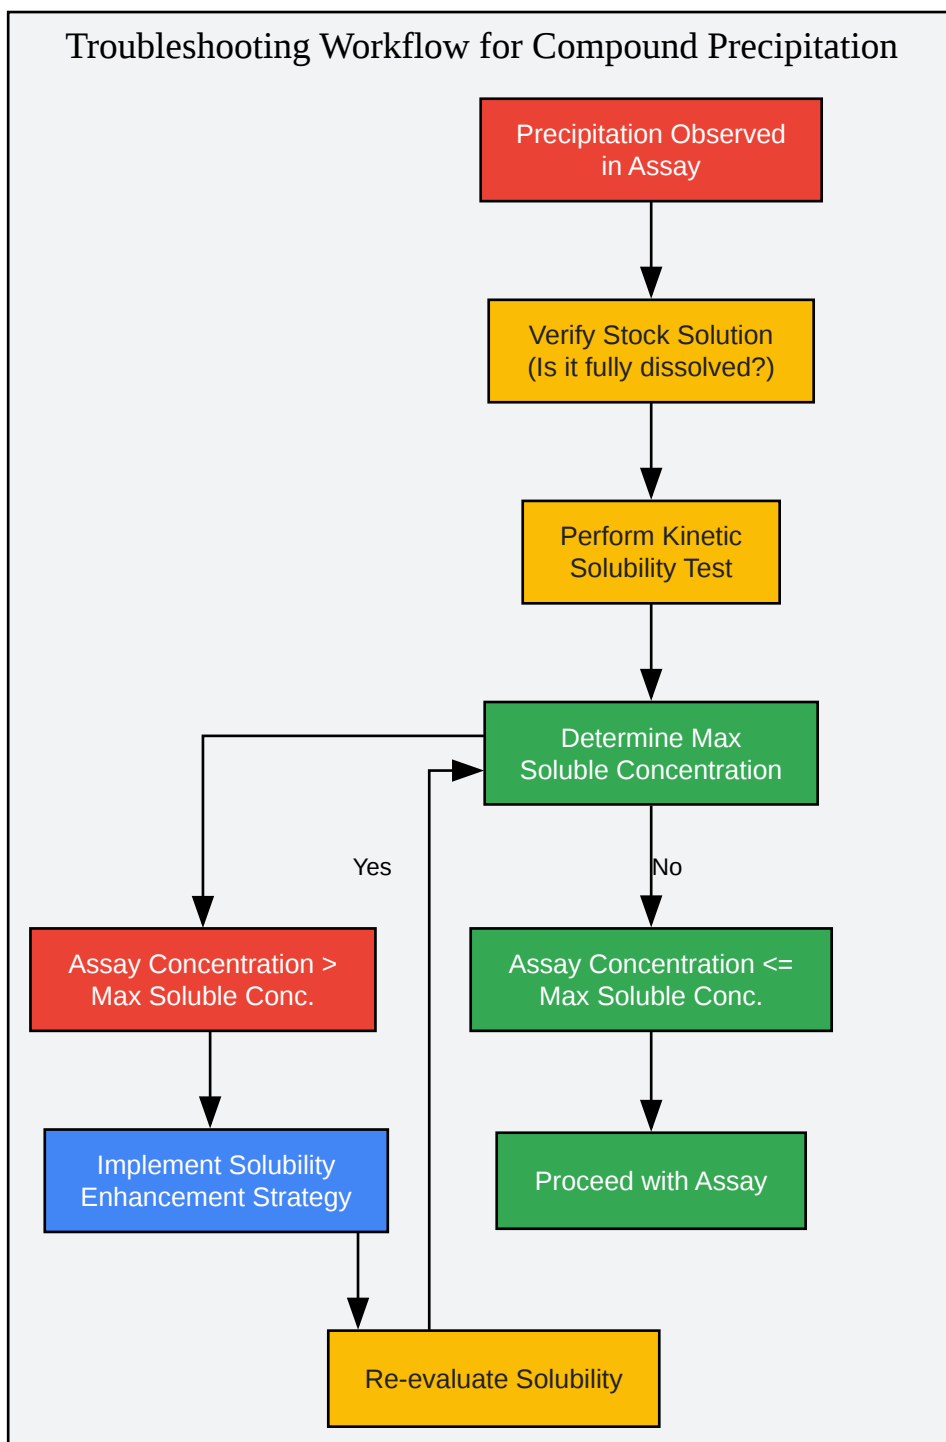 Troubleshooting Workflow for Compound Precipitation
Precipitation Observed
in Assay
Verify Stock Solution
(Is it fully dissolved?)
Perform Kinetic
Solubility Test
Determine Max
Soluble Concentration
Yes
No
Assay Concentration >
Max Soluble Conc.
Assay Concentration <=
Max Soluble Conc.
Implement Solubility
Enhancement Strategy
Proceed with Assay
Re-evaluate Solubility